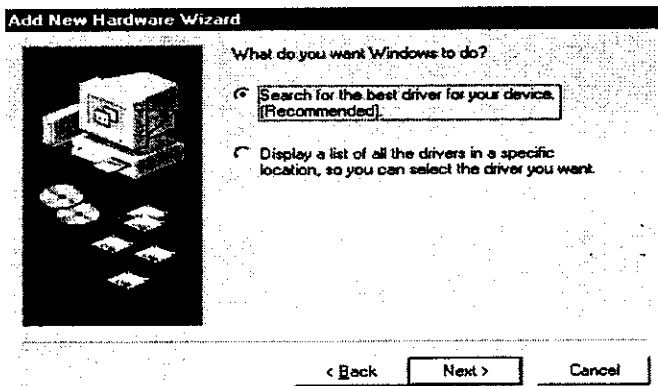 Add New Hardware Wizard
What do you want Windows to do?
Search for the best driver for your device.
[Recommended].
Display a list of all the drivers in a specific
location, so you can select the driver you want.
< Back
Next >
Cancel